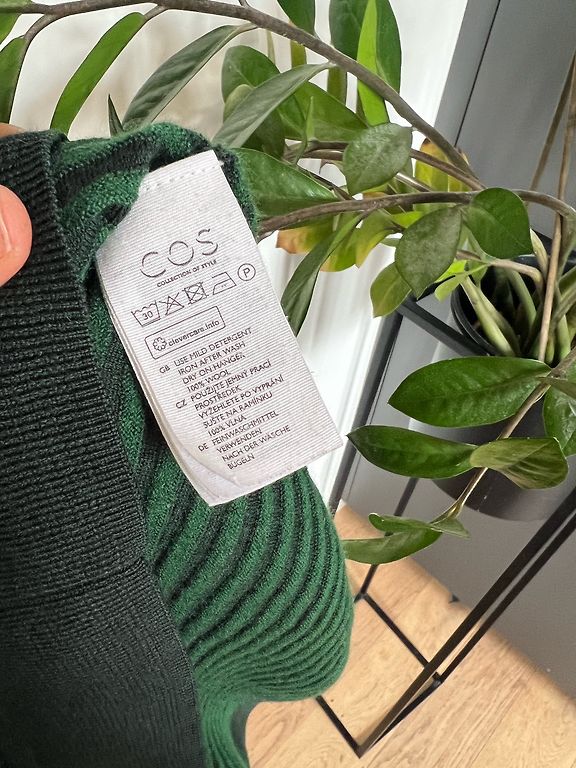 COS
COLLECTION OF STYLE
30 P
clevercare.info
GB USE MILD DETERGENT
IRON AFTER WASH
DRY ON HANGER
100% WOOL
CZ POUŽIJTE JEMNÝ PRACÍ
PROSTŘEDEK
VYŽEHLETE PO VYPRÁNÍ
SUŠTE NA RAMÍNKU
100% VLNA
DE FEINWASCHMITTEL
VERWENDEN
NACH DER WÄSCHE
BÜGELN